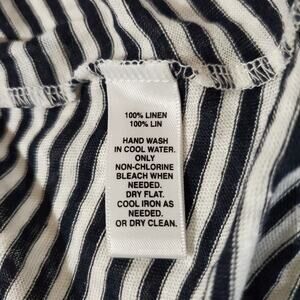 100% LINEN
100% LIN
HAND WASH
IN COOL WATER.
ONLY
NON-CHLORINE
BLEACH WHEN
NEEDED.
DRY FLAT.
COOL IRON AS
NEEDED.
OR DRY CLEAN.